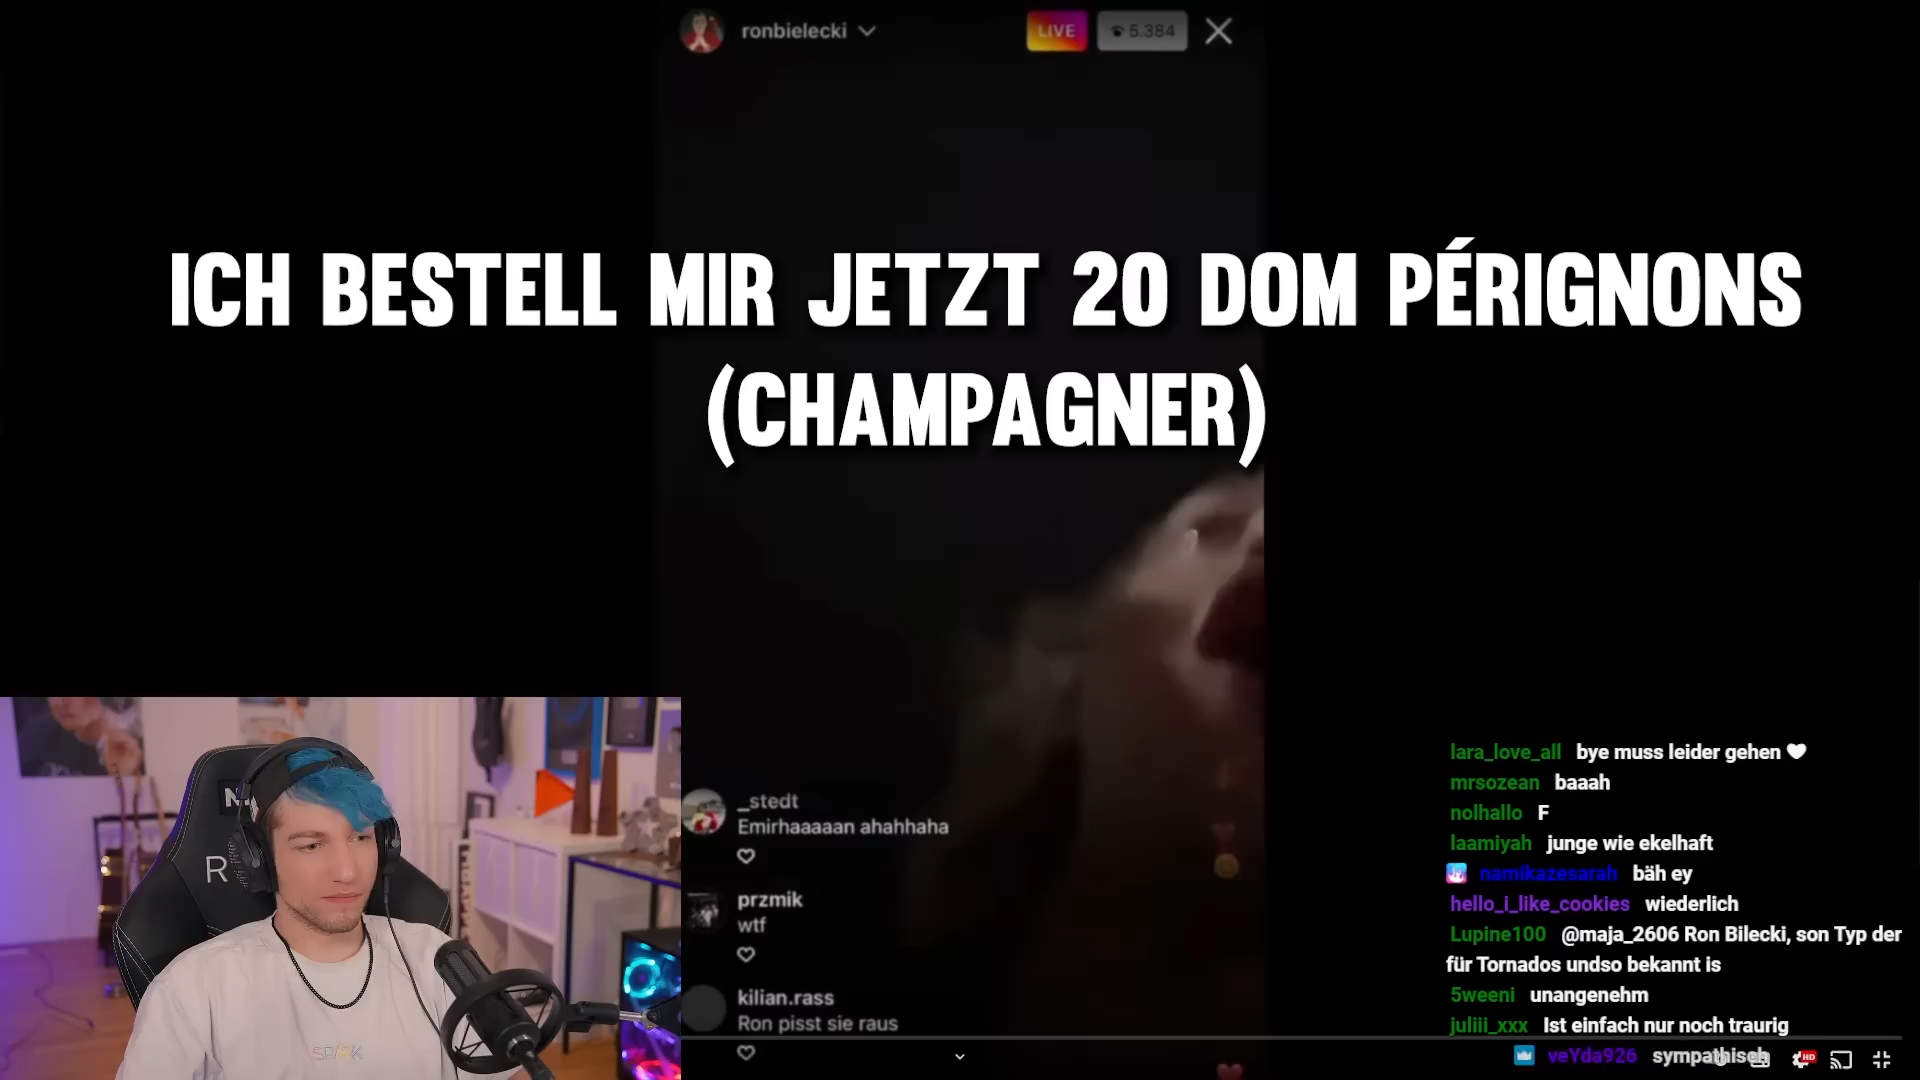 ronbielecki
LIVE
5.384
ICH BESTELL MIR JETZT 20 DOM PÉRIGNONS
(CHAMPAGNER)
_stedt
Emirhaaaaan ahahhaha
przmik
wtf
kilian.rass
Ron pisst sie raus
lara_love_all bye muss leider gehen
mrsozean baaah
nolhallo F
laamiyah junge wie ekelhaft
namikazesarah bäh ey
hello_i_like_cookies wiederlich
Lupine100 @maja_2606 Ron Bilecki, son Typ der
für Tornados undso bekannt is
5weeni unangenehm
juliii_xxx Ist einfach nur noch traurig
veYda926 sympathisch
HD
R
SPARK